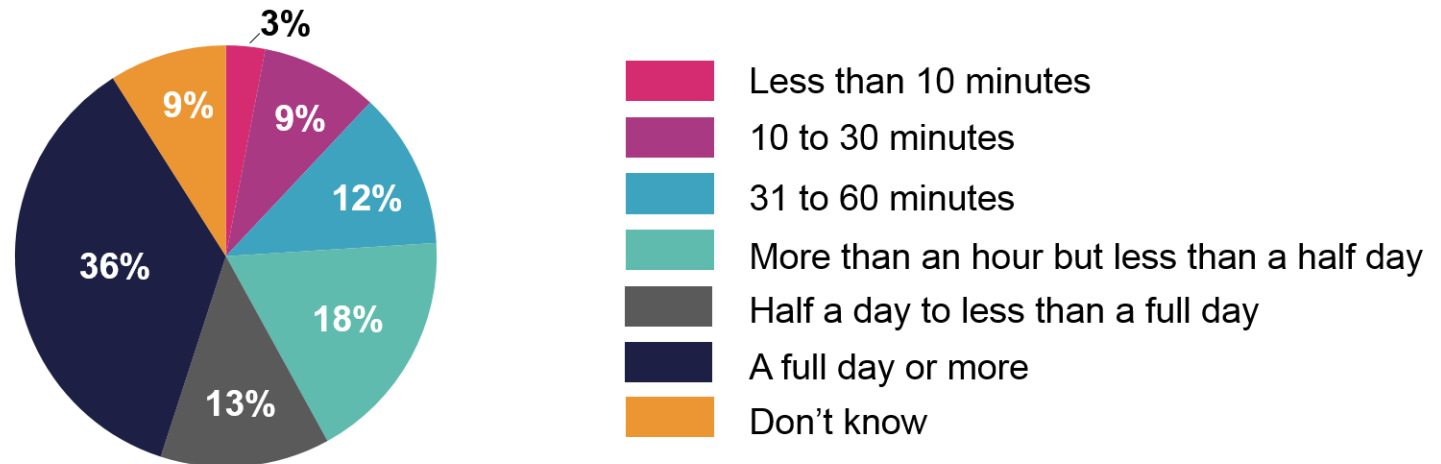 3%
9%
9%
12%
36%
18%
13%
Less than 10 minutes
10 to 30 minutes
31 to 60 minutes
More than an hour but less than a half day
Half a day to less than a full day
A full day or more
Don’t know